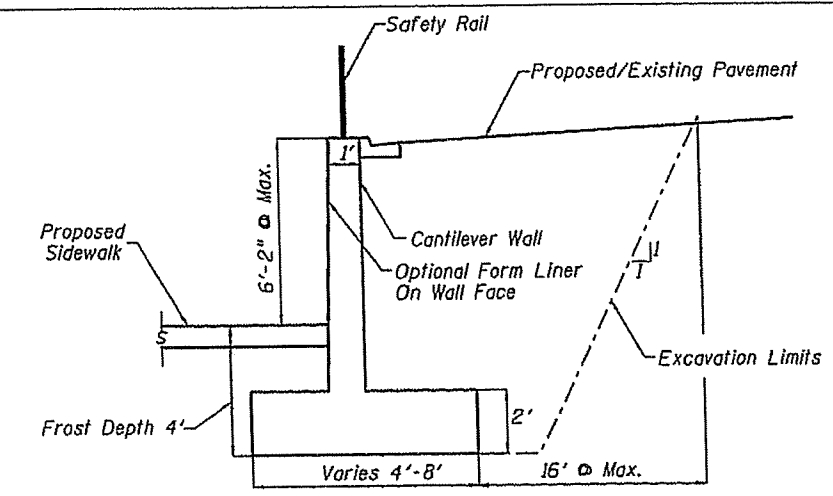 Safety Rail
Proposed/Existing Pavement
1'
6'-2" @ Max.
Proposed
Sidewalk
Cantilever Wall
Optional Form Liner
On Wall Face
1
1
S
Excavation Limits
Frost Depth 4'
2'
Varies 4'-8'
16' @ Max.